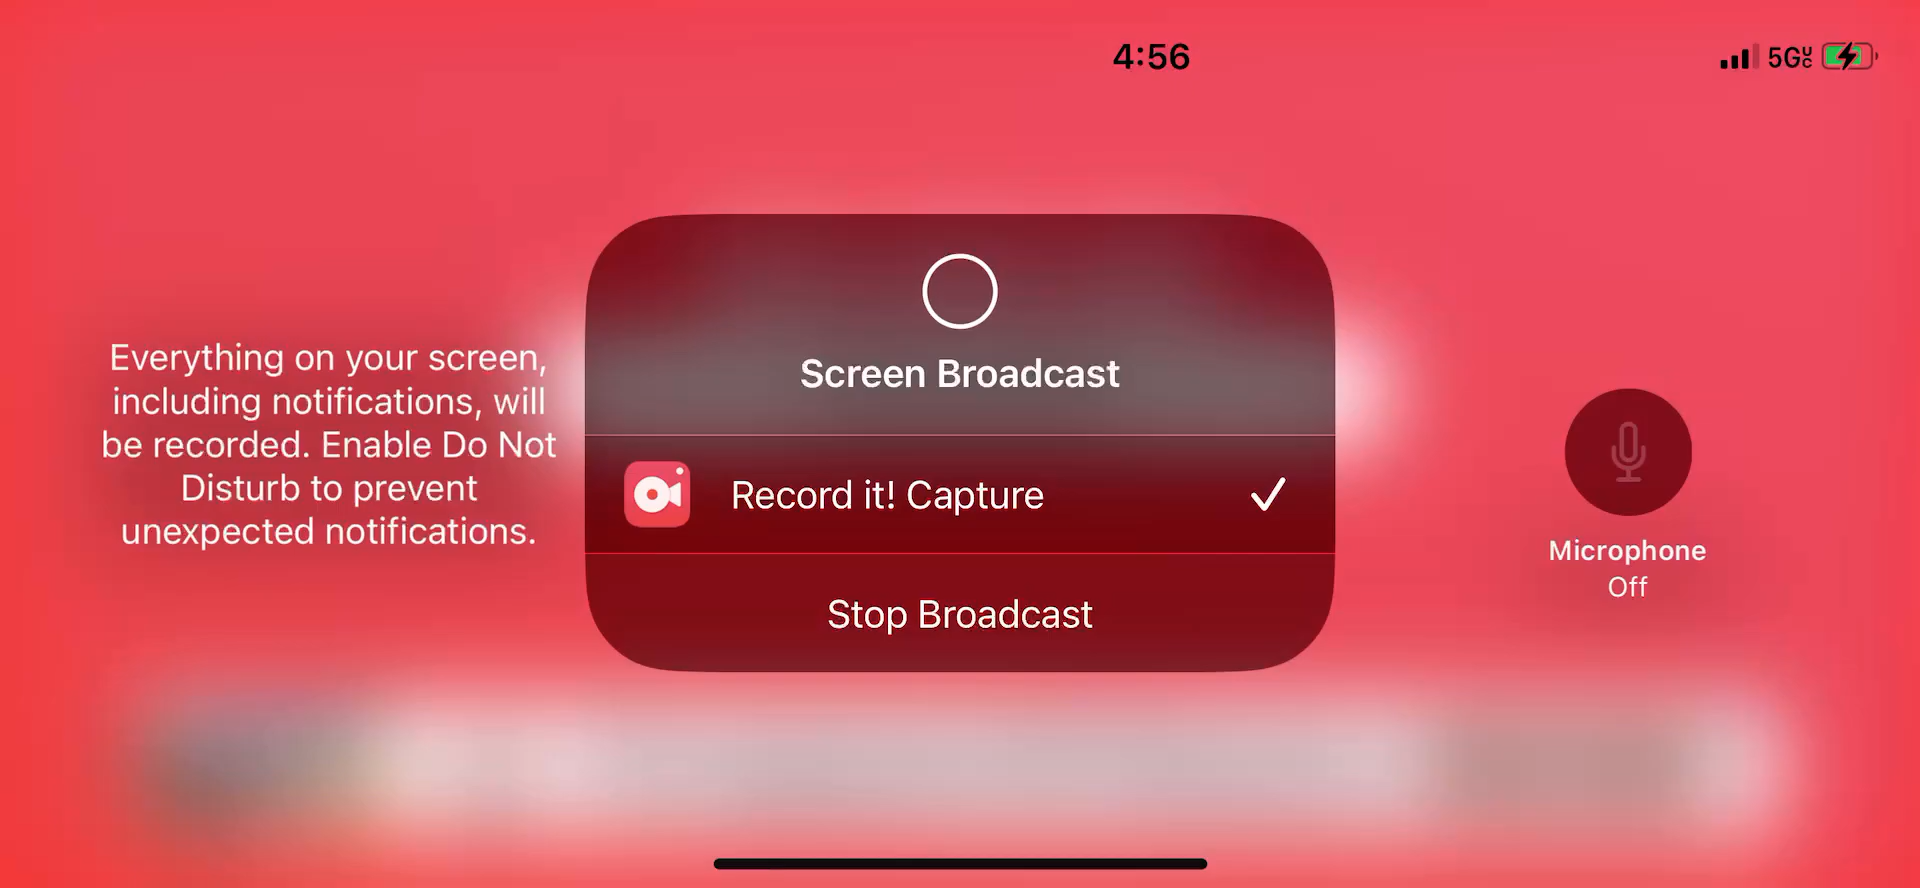 4:56
5GUC
Everything on your screen,
including notifications, will
be recorded. Enable Do Not
Disturb to prevent
unexpected notifications.
Screen Broadcast
Record it! Capture
Stop Broadcast
Microphone
Off